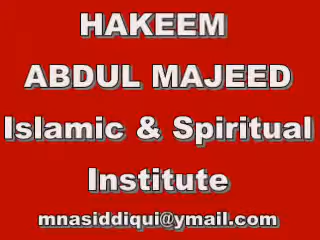 HAKEEM
ABDUL MAJEED
Islamic & Spiritual
Institute
mnasiddiqui@ymail.com